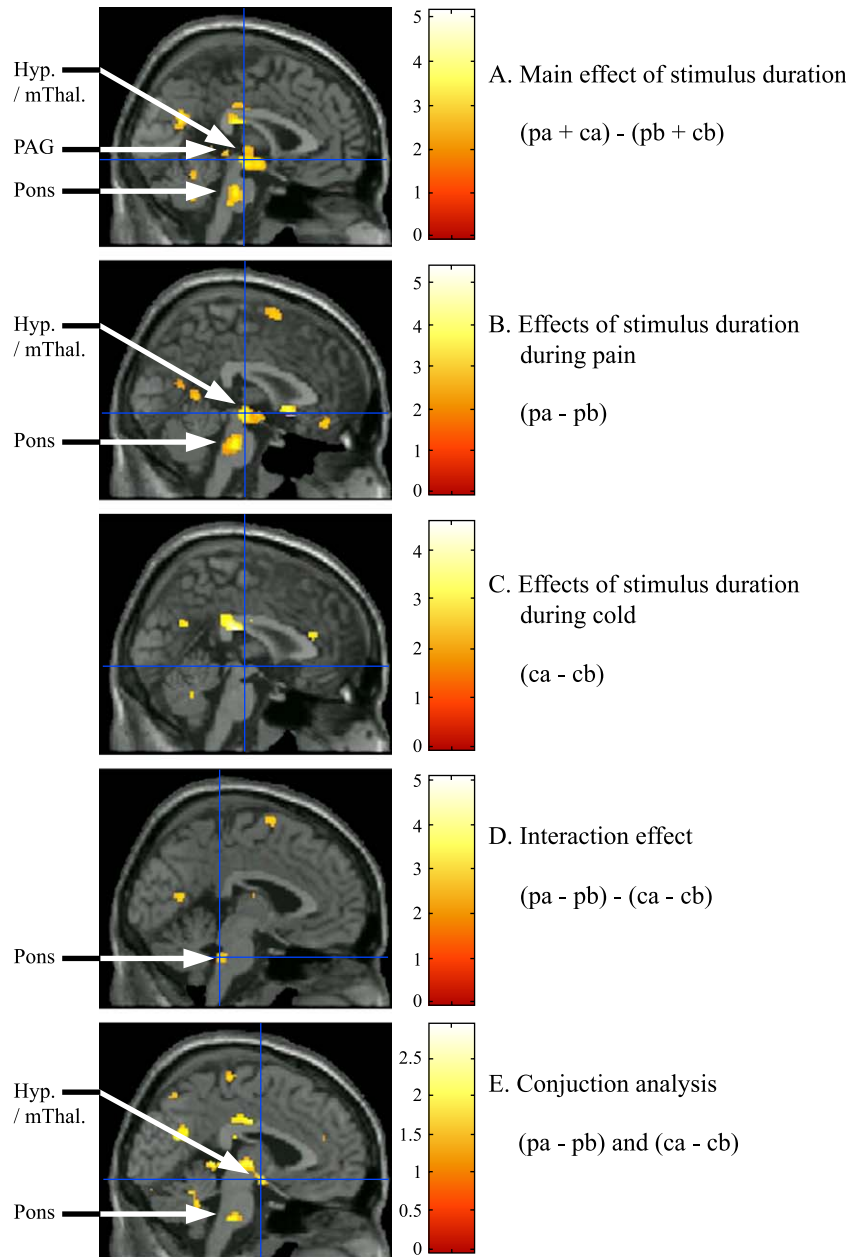 Hyp.
/ mThal.
PAG
Pons
5
4
3
2
1
0
A. Main effect of stimulus duration
(pa + ca) - (pb + cb)
Hyp.
/ mThal.
Pons
5
4
3
2
1
0
B. Effects of stimulus duration
during pain
(pa - pb)
4
3
2
1
0
C. Effects of stimulus duration
during cold
(ca - cb)
Pons
5
4
3
2
1
0
D. Interaction effect
(pa - pb) - (ca - cb)
Hyp.
/ mThal.
Pons
2.5
2
1.5
1
0.5
0
E. Conjuction analysis
(pa - pb) and (ca - cb)